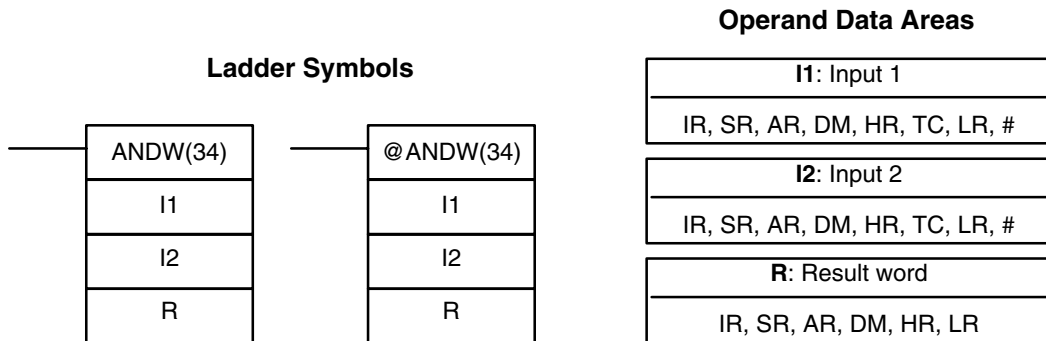 Ladder Symbols
ANDW(34)
I1
I2
R
@ANDW(34)
I1
I2
R
Operand Data Areas
I1: Input 1
IR, SR, AR, DM, HR, TC, LR, #
I2: Input 2
IR, SR, AR, DM, HR, TC, LR, #
R: Result word
IR, SR, AR, DM, HR, LR